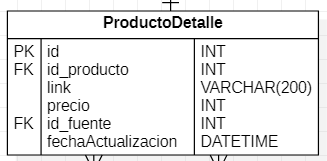 ProductoDetalle
PK id INT
FK id_producto INT
link VARCHAR(200)
precio INT
FK id_fuente INT
fechaActualizacion DATETIME